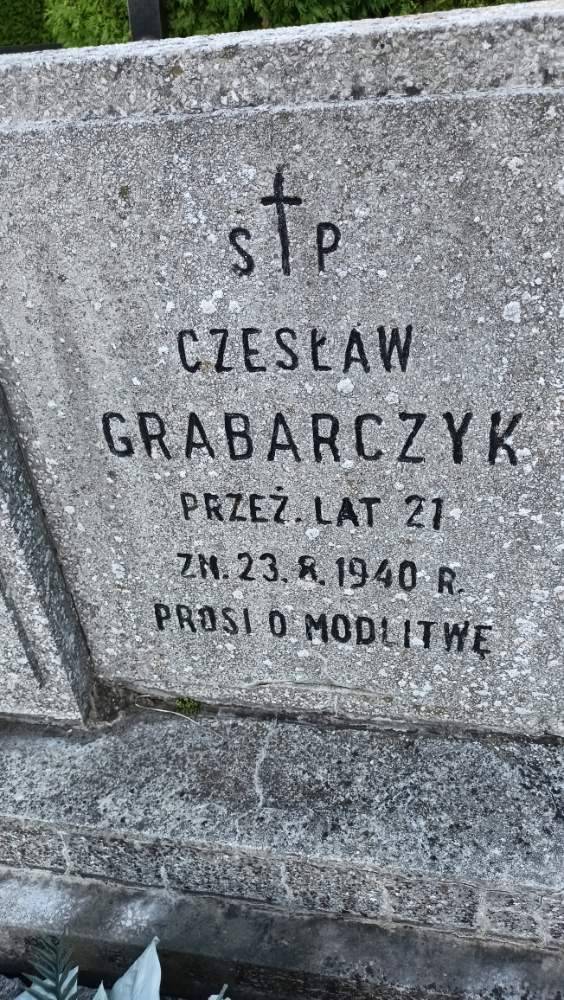 S P
CZESŁAW
GRABARCZYK
PRZEŻ. LAT 21
ZM. 23. 8. 1940 R.
PROSI O MODLITWĘ